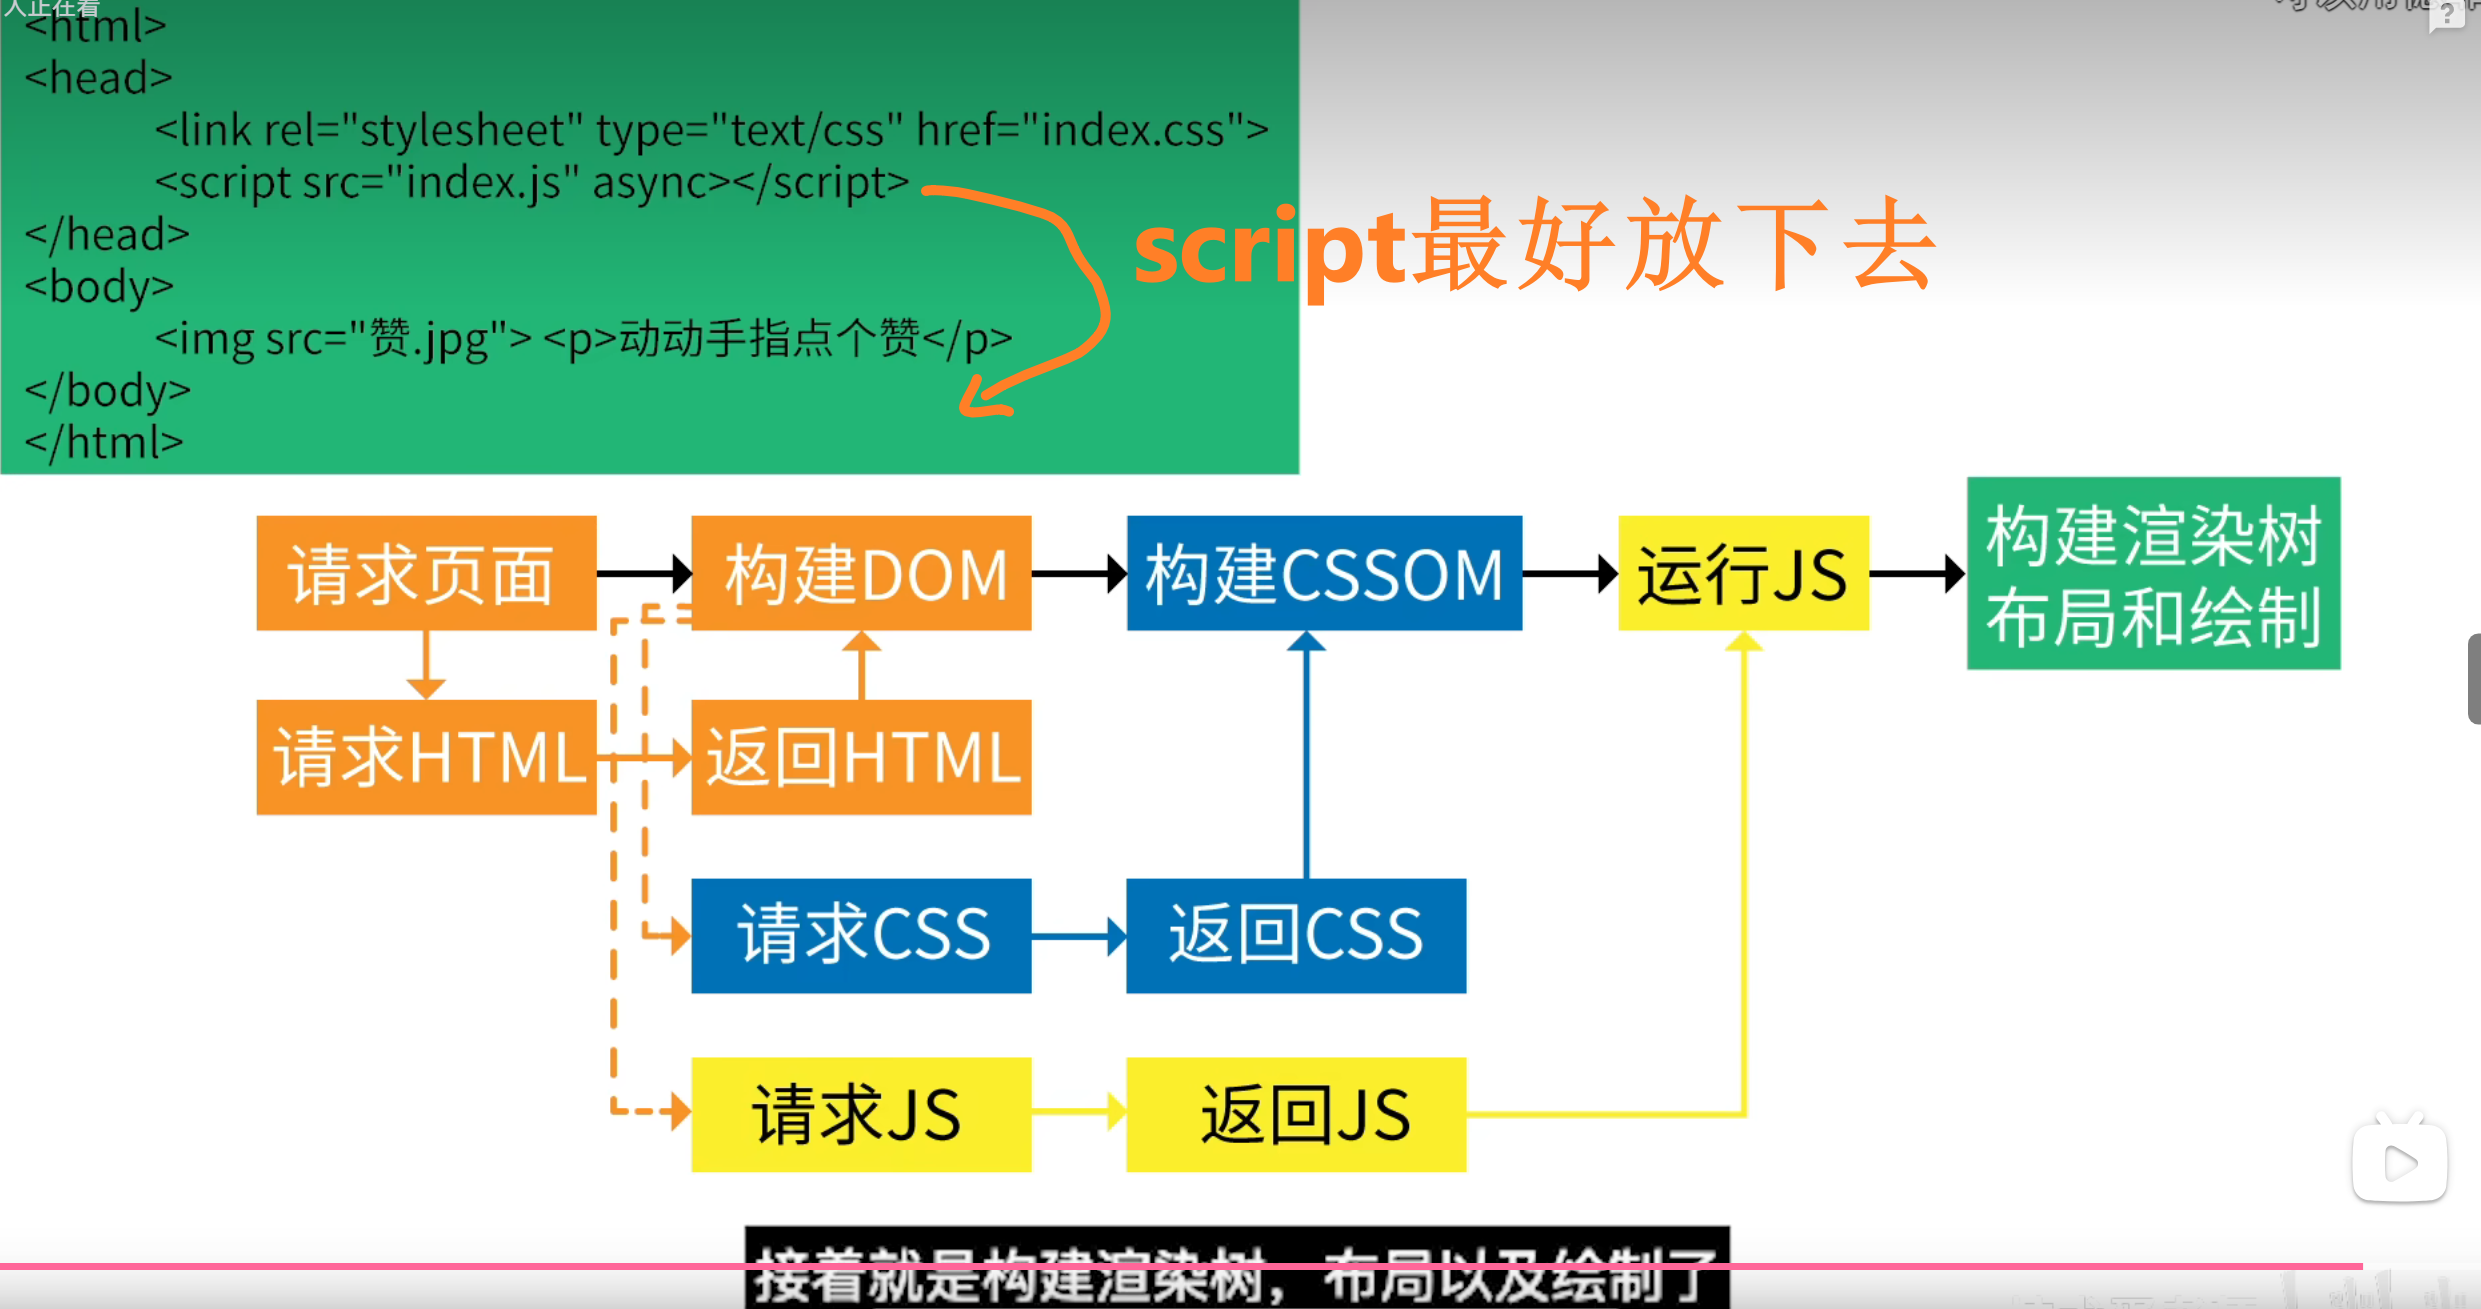 人正在看
<html>
<head>
<link rel="stylesheet" type="text/css" href="index.css">
<script src="index.js" async></script>
</head>
<body>
<img src="赞.jpg"> <p>动动手指点个赞</p>
</body>
</html>
script最好放下去
请求页面
构建DOM
构建CSSOM
运行JS
构建渲染树
布局和绘制
请求HTML
返回HTML
请求CSS
返回CSS
请求JS
返回JS
接着就是构建渲染树，布局以及绘制了